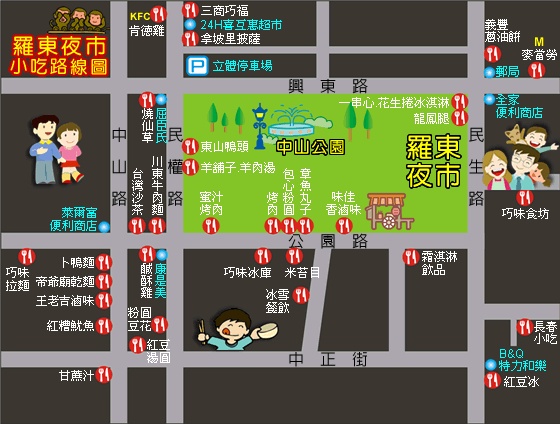 羅東夜市
小吃路線圖
KFC
肯德雞
三商巧福
24H喜互惠超市
拿坡里披薩
P 立體停車場
義豐
蔥油餅
M
麥當勞
郵局
全家
便利商店
興東路
中山路
民權路
民生路
公園路
中正街
燒仙草
屈臣氏
一串心.花生捲冰淇淋
龍鳳腿
東山鴨頭
中山公園
羅東
夜市
羊舖子.羊肉湯
台灣沙茶
川東牛肉麵
蜜汁
烤肉
烤肉
包心粉圓
章魚丸子
味佳
香滷味
巧味食坊
萊爾富
便利商店
巧味
拉麵
卜鴨麵
帝爺廟乾麵
王老吉滷味
紅糟魷魚
甘蔗汁
鹹酥雞
康是美
粉圓
豆花
紅豆
湯圓
巧味冰庫
米苔目
冰雪
餐飲
霜淇淋
飲品
長春
小吃
B&Q
特力和樂
紅豆冰